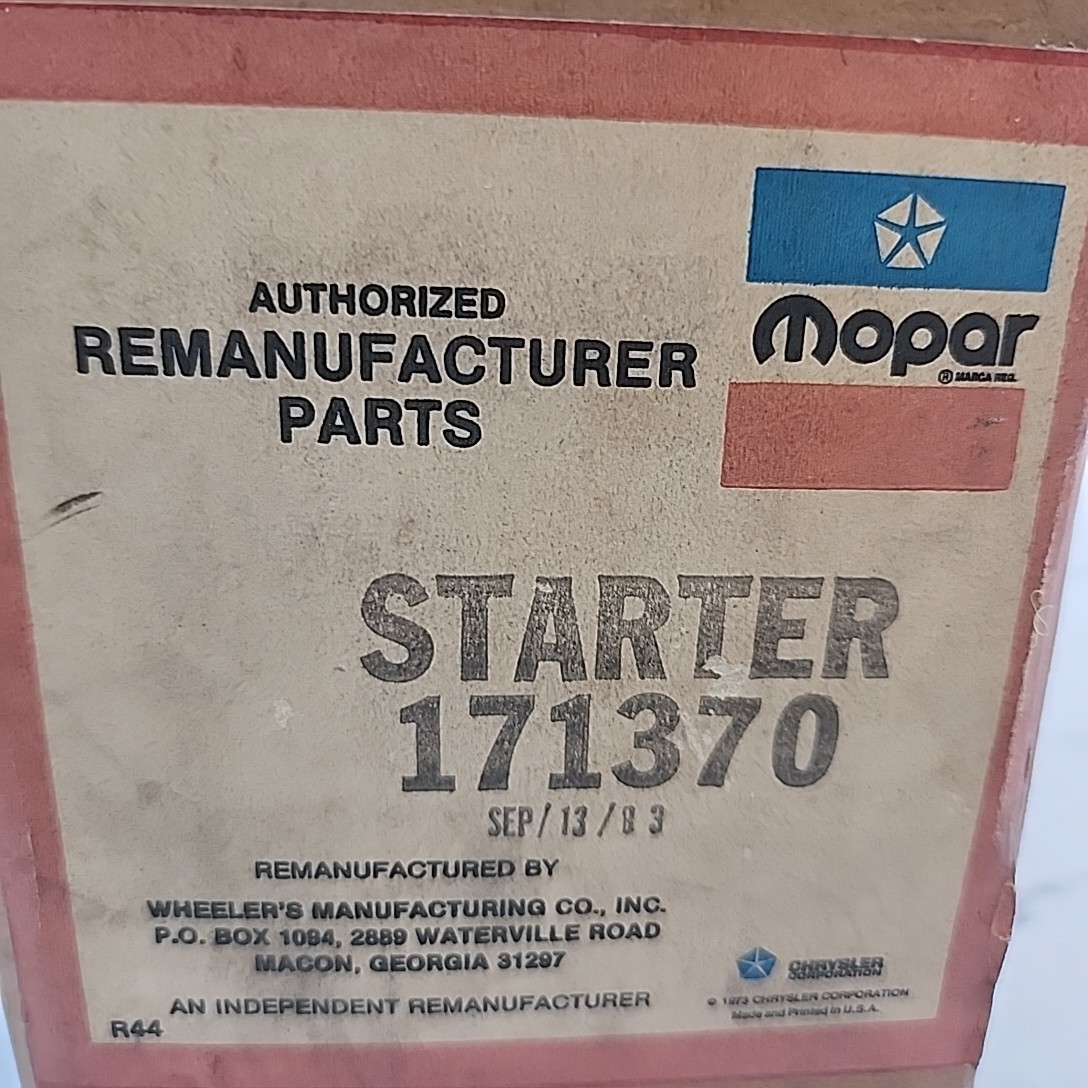 AUTHORIZED
REMANUFACTURER
PARTS
Mopar
® MARCA REG.
STARTER
171370
SEP/13/83
REMANUFACTURED BY
WHEELER'S MANUFACTURING CO., INC.
P.O. BOX 1084, 2889 WATERVILLE ROAD
MACON, GEORGIA 31297
AN INDEPENDENT REMANUFACTURER
R44
CHRYSLER
CORPORATION
© 1973 CHRYSLER CORPORATION
Made and Printed in U.S.A.